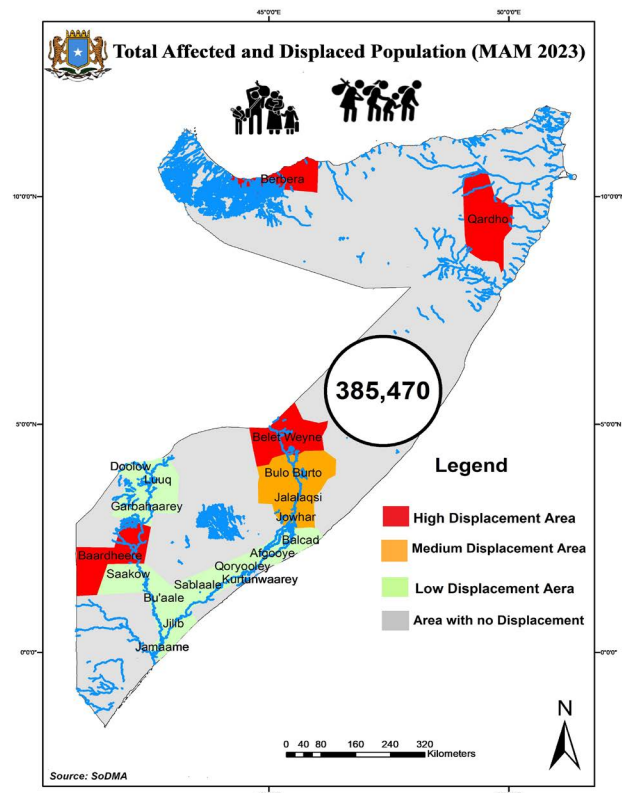 45°0'0"E
50°0'0"E
Total Affected and Displaced Population (MAM 2023)
Berbera
10°0'0"N
10°0'0"N
Qardho
385,470
5°0'0"N
5°0'0"N
Belet-Weyne
Doolow
Luuq
Bulo Burto
Garbahaarey
Jalalaqsi
Jowhar
Balcad
Baardheere
Afgooye
Saakow
Qoryooley
Sablaale
Kurtunwaarey
Bu'aale
Jilib
Jamaame
0°0'0"
0°0'0"
Legend
High Displacement Area
Medium Displacement Area
Low Displacement Aera
Area with no Displacement
N
0 40 80 160 240 320
Kilometers
Source: SoDMA